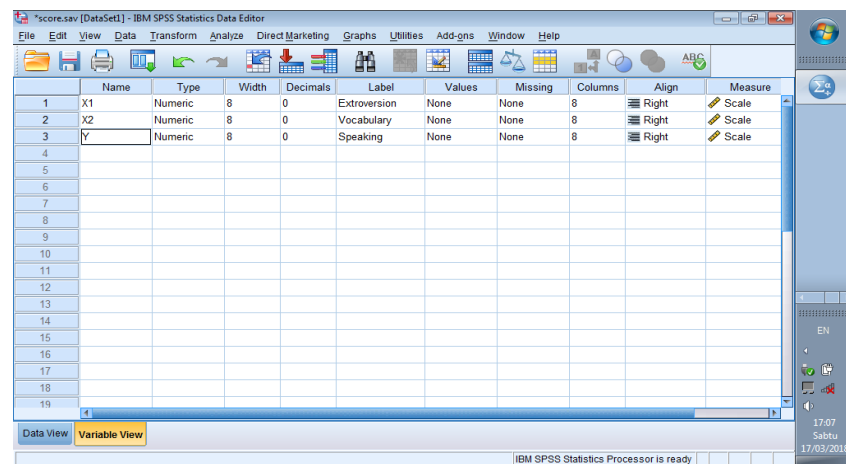 *score.sav [DataSet1] - IBM SPSS Statistics Data Editor
File Edit View Data Transform Analyze Direct Marketing Graphs Utilities Add-ons Window Help
Name Type Width Decimals Label Values Missing Columns Align Measure
1 X1 Numeric 8 0 Extroversion None None 8 Right Scale
2 X2 Numeric 8 0 Vocabulary None None 8 Right Scale
3 Y Numeric 8 0 Speaking None None 8 Right Scale
4
5
6
7
8
9
10
11
12
13
14
15
16
17
18
19
Data View Variable View
IBM SPSS Statistics Processor is ready
EN
17:07
Sabtu
17/03/2018